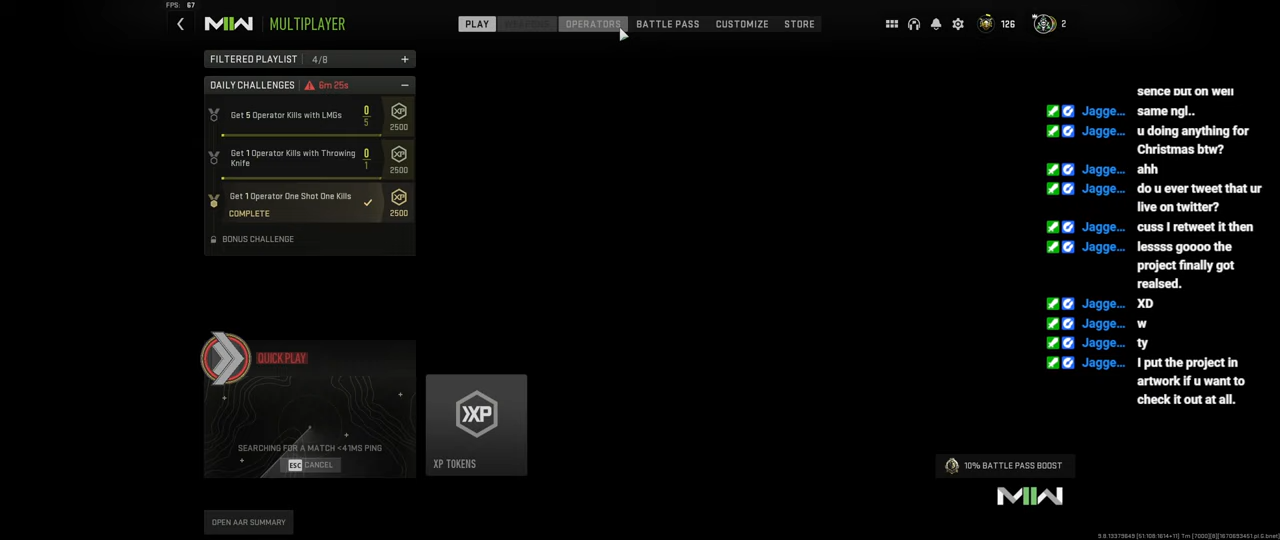 FPS: 67
MW MULTIPLAYER
PLAY WEAPONS OPERATORS BATTLE PASS CUSTOMIZE STORE
126
2
FILTERED PLAYLIST | 4/8 +
DAILY CHALLENGES | 6m 25s −
Get 5 Operator Kills with LMGs
0
5
XP
2500
Get 1 Operator Kills with Throwing
Knife
0
1
XP
2500
Get 1 Operator One Shot One Kills
COMPLETE
XP
2500
BONUS CHALLENGE
QUICK PLAY
SEARCHING FOR A MATCH <41MS PING
ESC CANCEL
XP
XP TOKENS
OPEN AAR SUMMARY
sence but on well
Jagge... same ngl..
Jagge... u doing anything for
Christmas btw?
Jagge... ahh
Jagge... do u ever tweet that ur
live on twitter?
Jagge... cuss I retweet it then
Jagge... lessss goooo the
project finally got
realsed.
Jagge... XD
Jagge... w
Jagge... ty
Jagge... I put the project in
artwork if u want to
check it out at all.
10% BATTLE PASS BOOST
MW